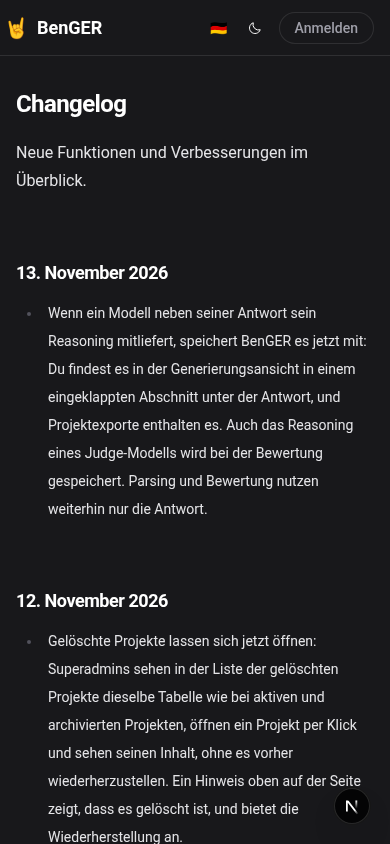 BenGER
Anmelden
Changelog
Neue Funktionen und Verbesserungen im
Überblick.
13. November 2026
Wenn ein Modell neben seiner Antwort sein
Reasoning mitliefert, speichert BenGER es jetzt mit:
Du findest es in der Generierungsansicht in einem
eingeklappten Abschnitt unter der Antwort, und
Projektexporte enthalten es. Auch das Reasoning
eines Judge-Modells wird bei der Bewertung
gespeichert. Parsing und Bewertung nutzen
weiterhin nur die Antwort.
12. November 2026
Gelöschte Projekte lassen sich jetzt öffnen:
Superadmins sehen in der Liste der gelöschten
Projekte dieselbe Tabelle wie bei aktiven und
archivierten Projekten, öffnen ein Projekt per Klick
und sehen seinen Inhalt, ohne es vorher
wiederherzustellen. Ein Hinweis oben auf der Seite
zeigt, dass es gelöscht ist, und bietet die
Wiederherstellung an.
N